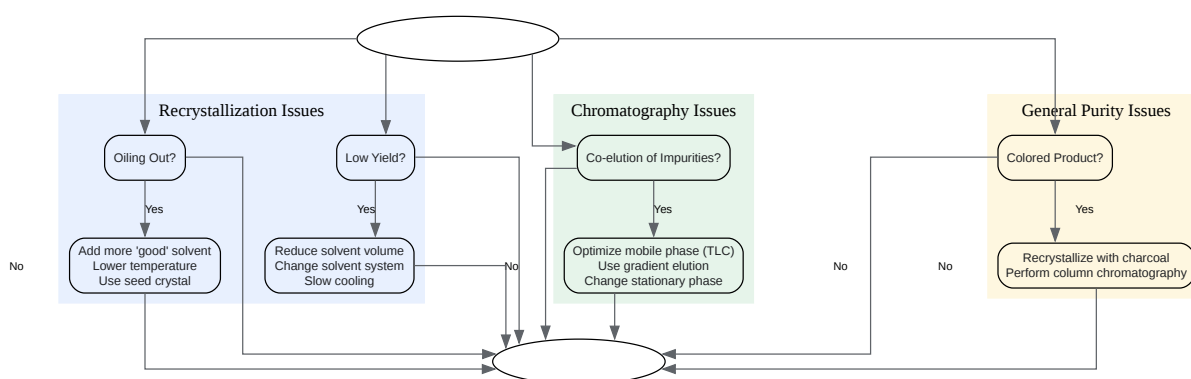 Recrystallization Issues
Chromatography Issues
General Purity Issues
Oiling Out?
Low Yield?
Co-elution of Impurities?
Colored Product?
Yes
Yes
Yes
Yes
Add more 'good' solvent
Lower temperature
Use seed crystal
Reduce solvent volume
Change solvent system
Slow cooling
Optimize mobile phase (TLC)
Use gradient elution
Change stationary phase
Recrystallize with charcoal
Perform column chromatography
No
No
No
No